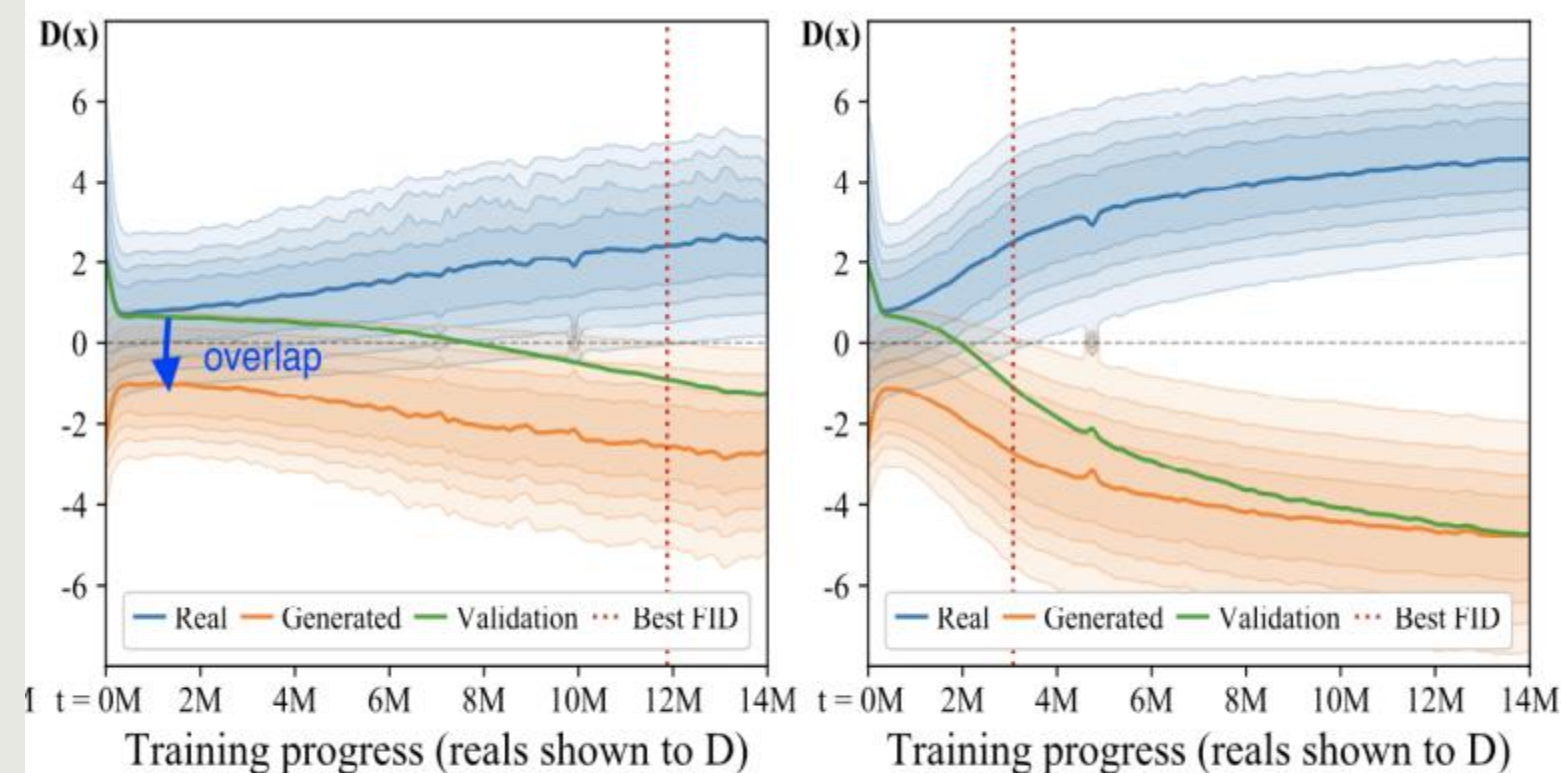 D(x)
6
4
2
0
-2
-4
-6
overlap
Real Generated Validation Best FID
M t = 0M 2M 4M 6M 8M 10M 12M 14M
Training progress (reals shown to D)
D(x)
6
4
2
0
-2
-4
-6
Real Generated Validation Best FID
t = 0M 2M 4M 6M 8M 10M 12M 14M
Training progress (reals shown to D)